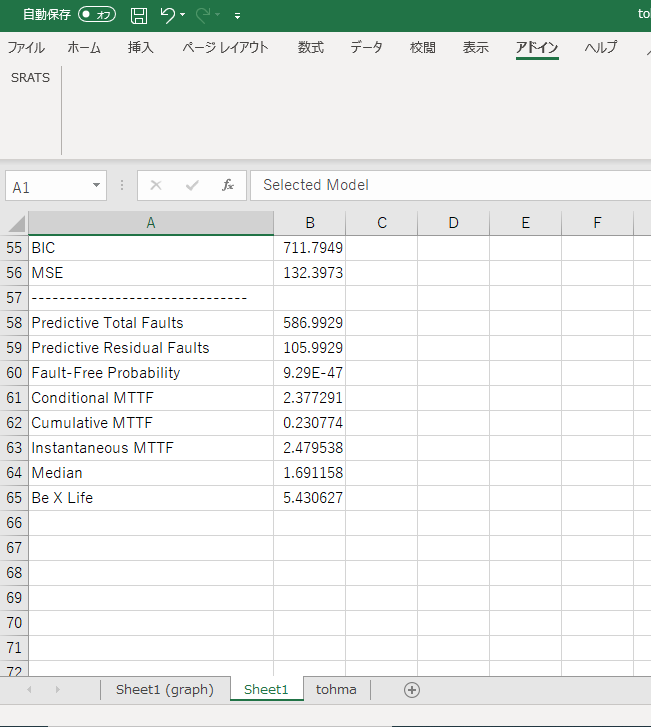 自動保存 オフ
ファイル ホーム 挿入 ページ レイアウト 数式 データ 校閲 表示 アドイン ヘルプ
SRATS
A1 fx Selected Model
A B C D E F
55 BIC 711.7949
56 MSE 132.3973
57 -------------------------------
58 Predictive Total Faults 586.9929
59 Predictive Residual Faults 105.9929
60 Fault-Free Probability 9.29E-47
61 Conditional MTTF 2.377291
62 Cumulative MTTF 0.230774
63 Instantaneous MTTF 2.479538
64 Median 1.691158
65 Be X Life 5.430627
66
67
68
69
70
71
72
Sheet1 (graph) Sheet1 tohma